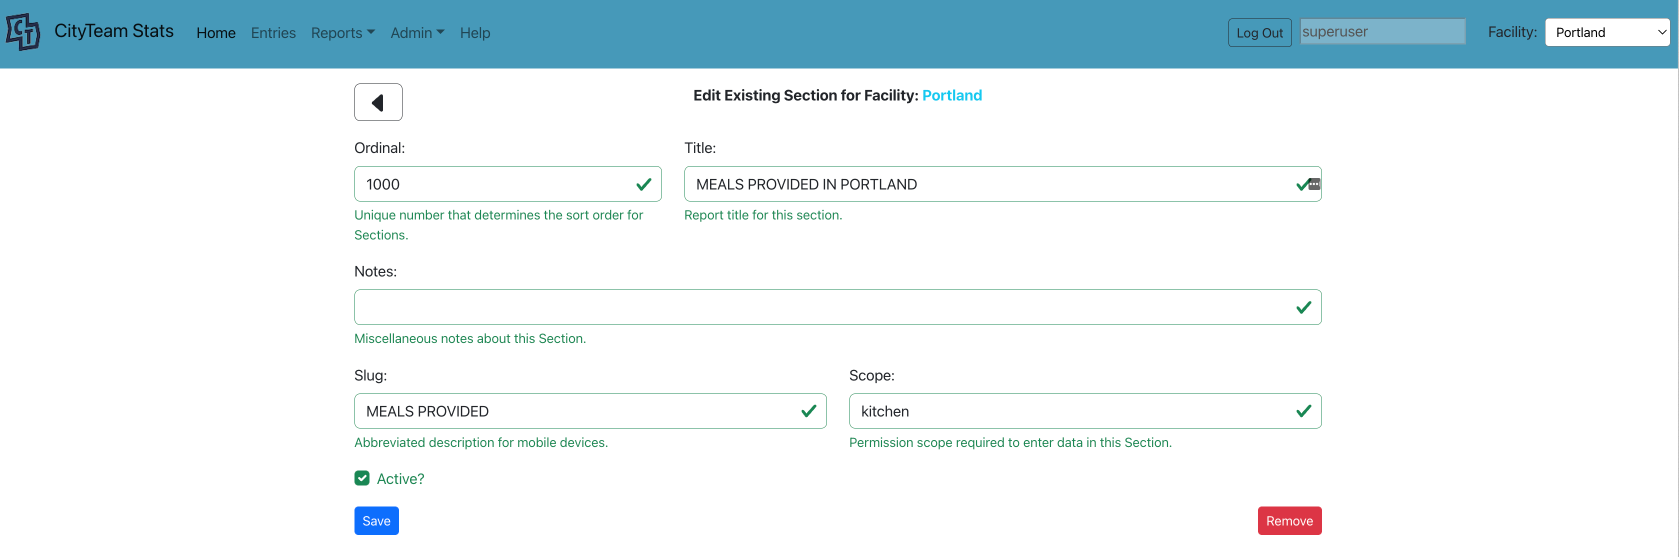 CT CityTeam Stats Home Entries Reports Admin Help Log Out superuser Facility: Portland
Edit Existing Section for Facility: Portland
Ordinal: Title:
1000 MEALS PROVIDED IN PORTLAND
Unique number that determines the sort order for Report title for this section.
Sections.
Notes:
Miscellaneous notes about this Section.
Slug: Scope:
MEALS PROVIDED kitchen
Abbreviated description for mobile devices. Permission scope required to enter data in this Section.
Active?
Save Remove